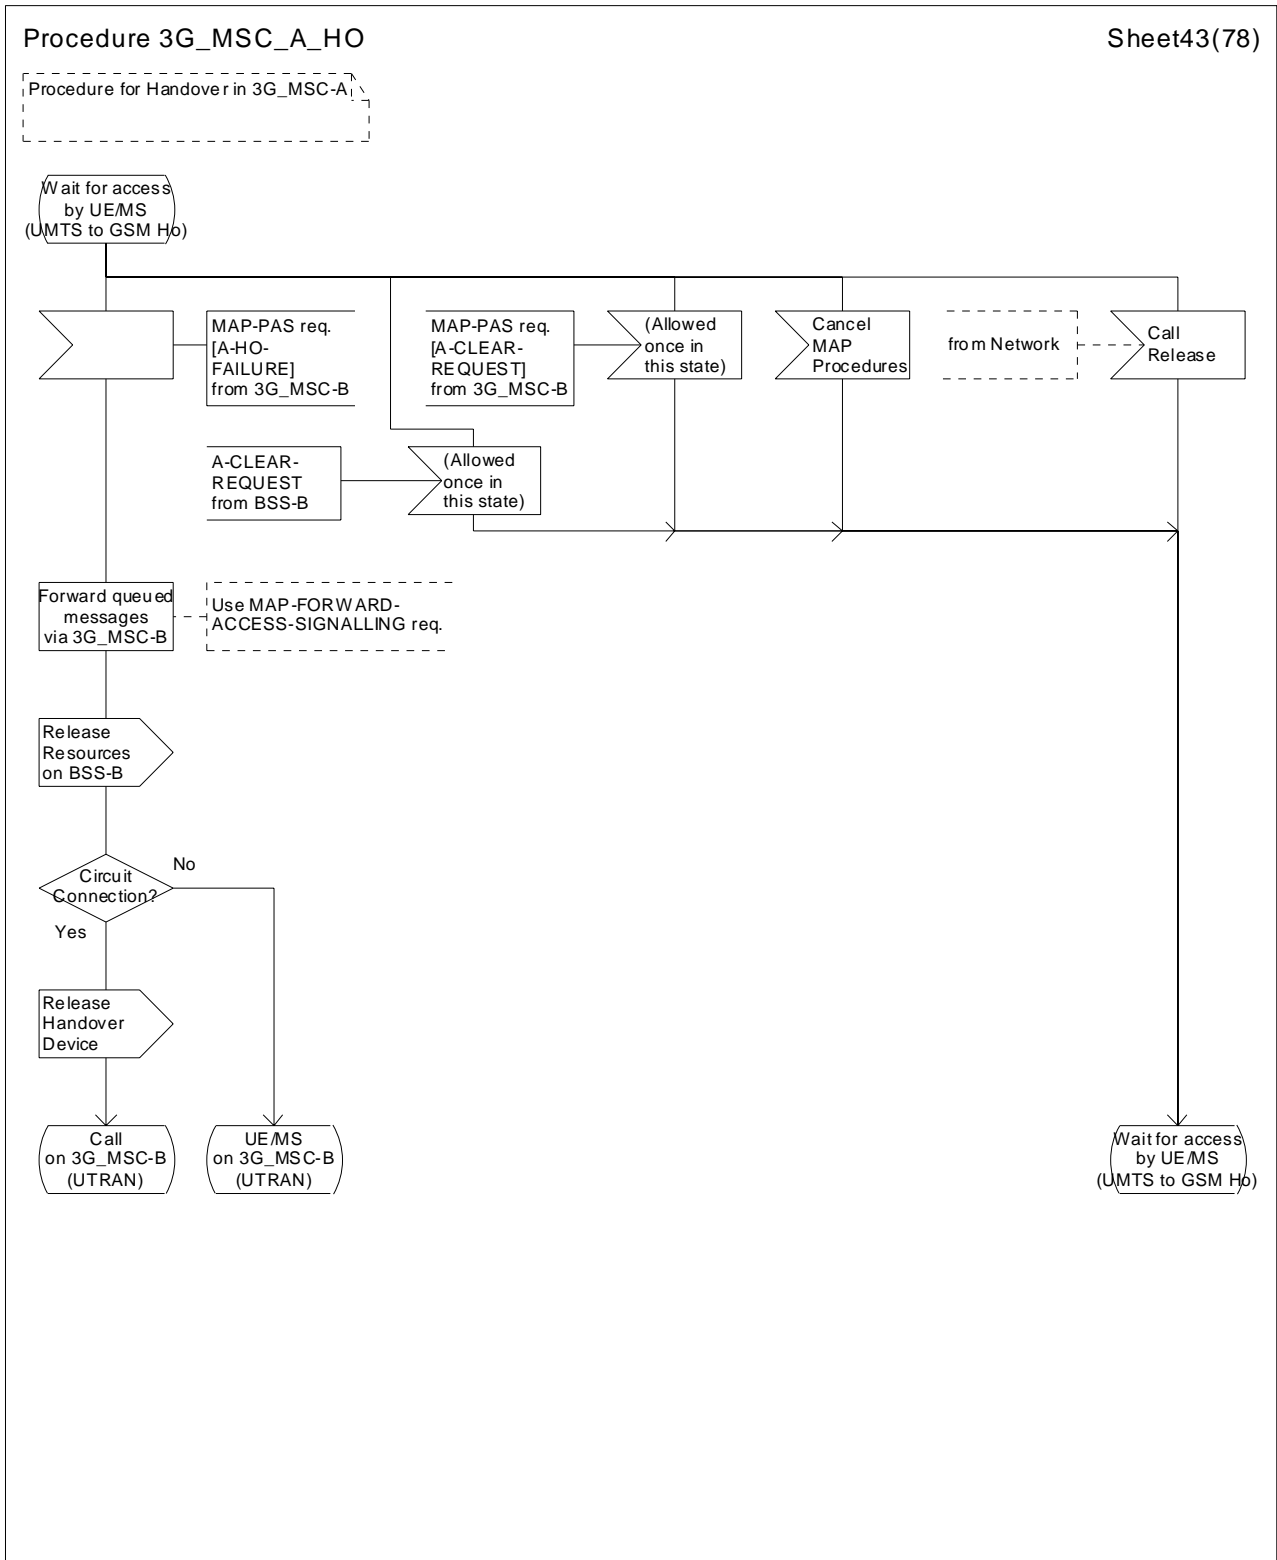 Procedure 3G_MSC_A_HO
Sheet43(78)
Procedure for Handover in 3G_MSC-A
Wait for access
by UE/MS
(UMTS to GSM Ho)
MAP-PAS req.
[A-HO-
FAILURE]
from 3G_MSC-B
MAP-PAS req.
[A-CLEAR-
REQUEST]
from 3G_MSC-B
(Allowed
once in
this state)
Cancel
MAP
Procedures
from Network
Call
Release
A-CLEAR-
REQUEST
from BSS-B
(Allowed
once in
this state)
Forward queued
messages
via 3G_MSC-B
Use MAP-FORWARD-
ACCESS-SIGNALLING req.
Release
Resources
on BSS-B
Circuit
Connection?
No
Yes
Release
Handover
Device
Call
on 3G_MSC-B
(UTRAN)
UE/MS
on 3G_MSC-B
(UTRAN)
Wait for access
by UE/MS
(UMTS to GSM Ho)